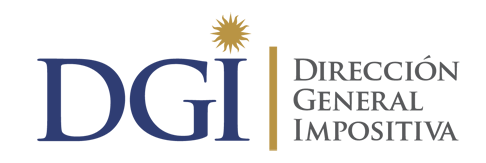 DGI
DIRECCIÓN
GENERAL
IMPOSITIVA